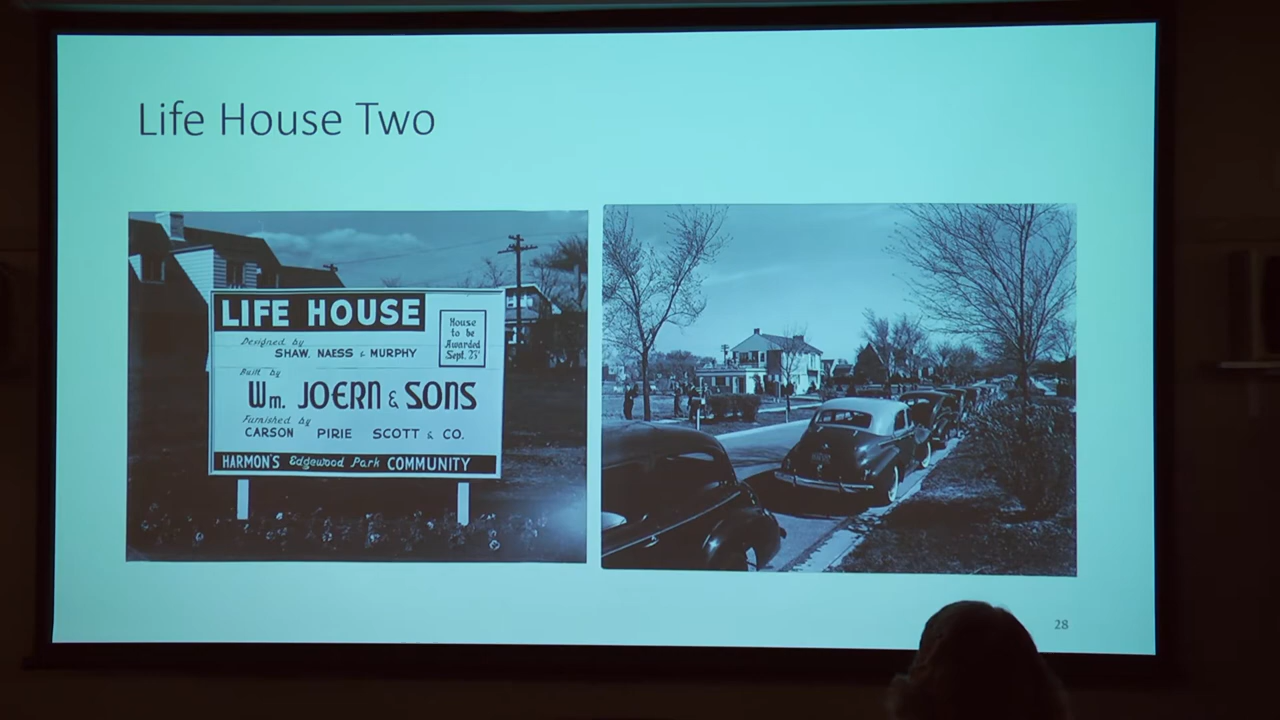 Life House Two
LIFE HOUSE
Designed by
SHAW, NAESS & MURPHY
House
to be
Awarded
Sept. 25
Built by
Wm. JOERN & SONS
Furnished by
CARSON PIRIE SCOTT & CO.
HARMON'S Edgewood Park COMMUNITY
28